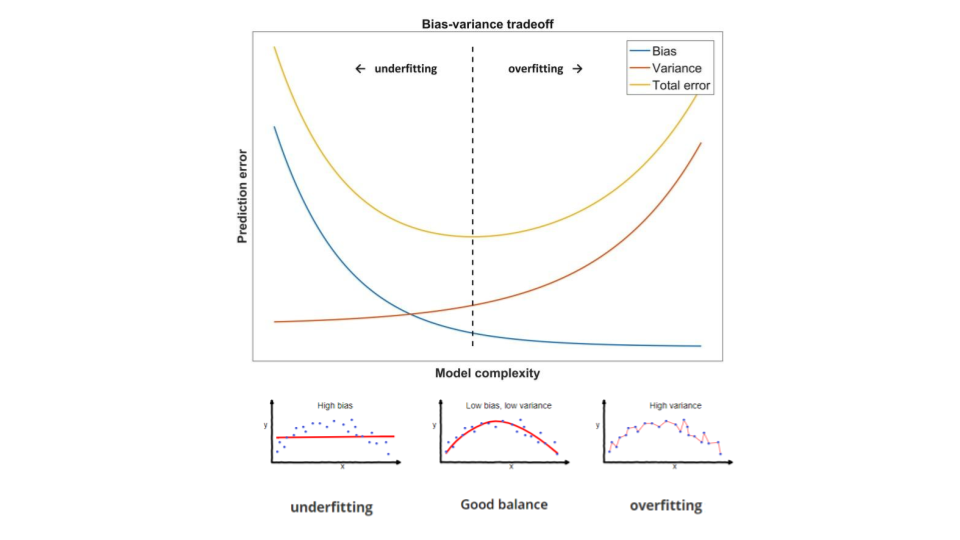 Bias-variance tradeoff
← underfitting
overfitting →
Bias
Variance
Total error
Prediction error
Model complexity
High bias
y
x
Low bias, low variance
y
x
High variance
y
x
underfitting
Good balance
overfitting